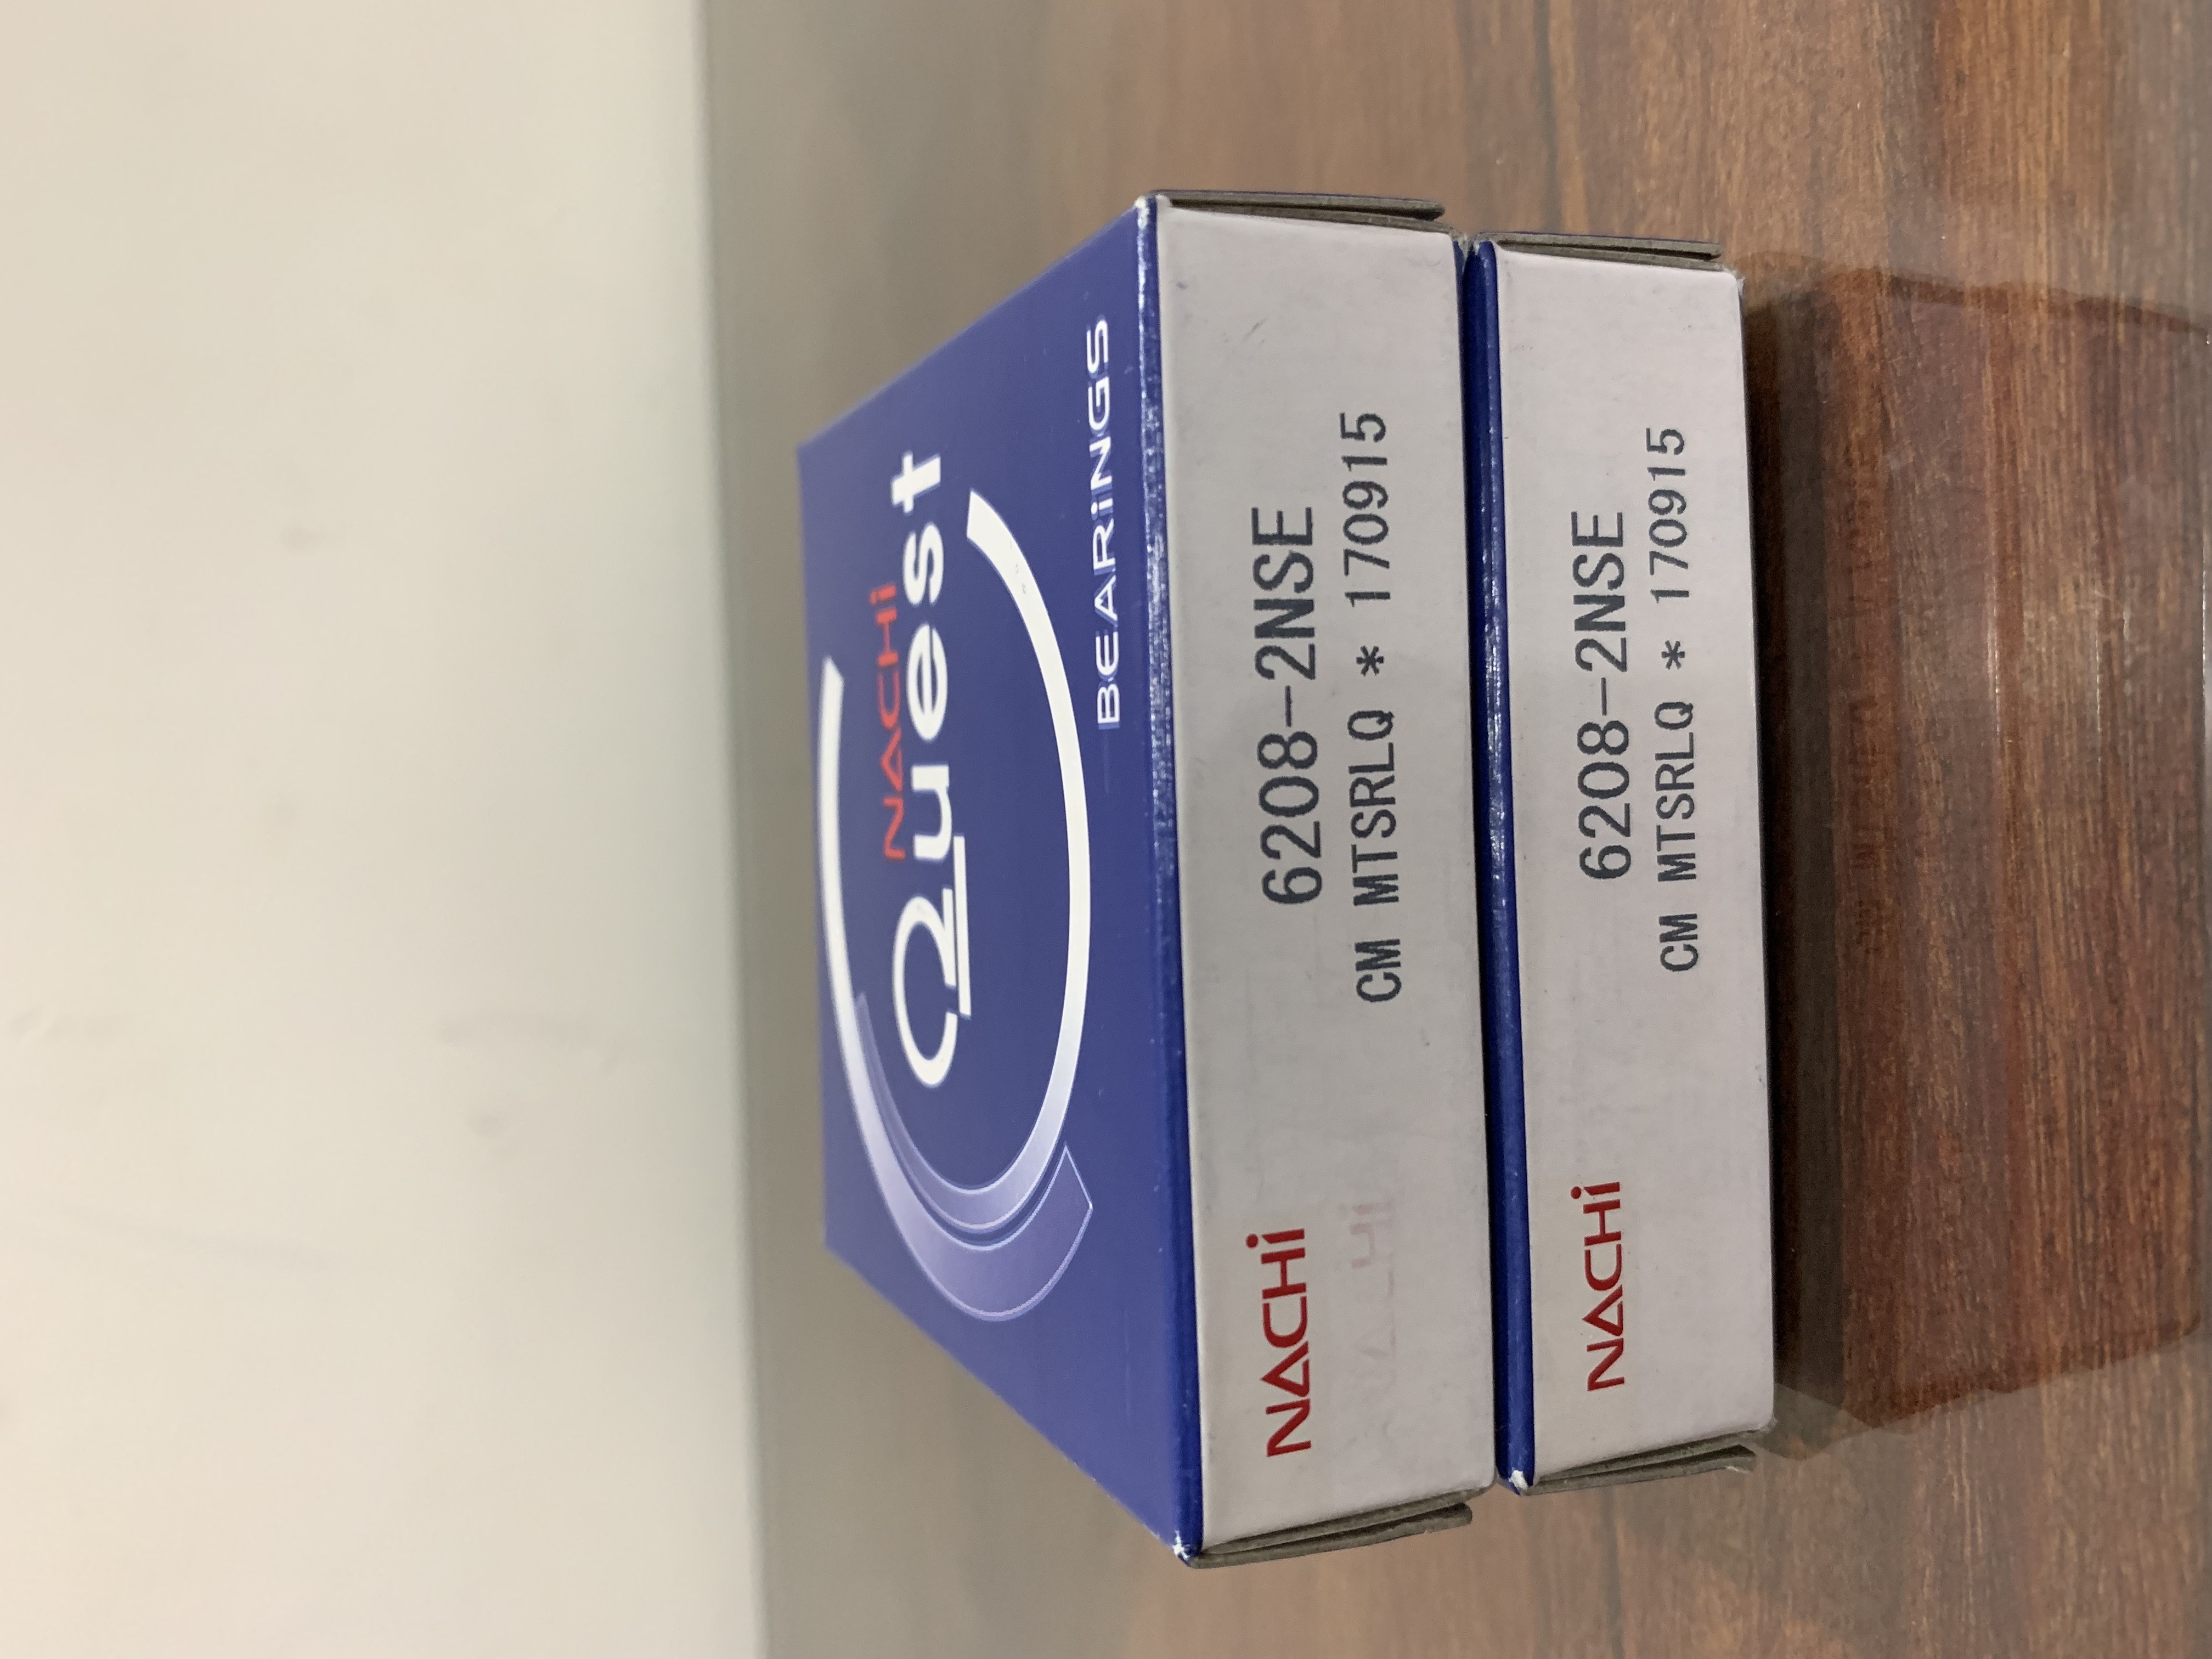 NACHi
Quest
BEARiNGS
NACHi
6208-2NSE
CM MTSRLQ * 170915
NACHi
6208-2NSE
CM MTSRLQ * 170915